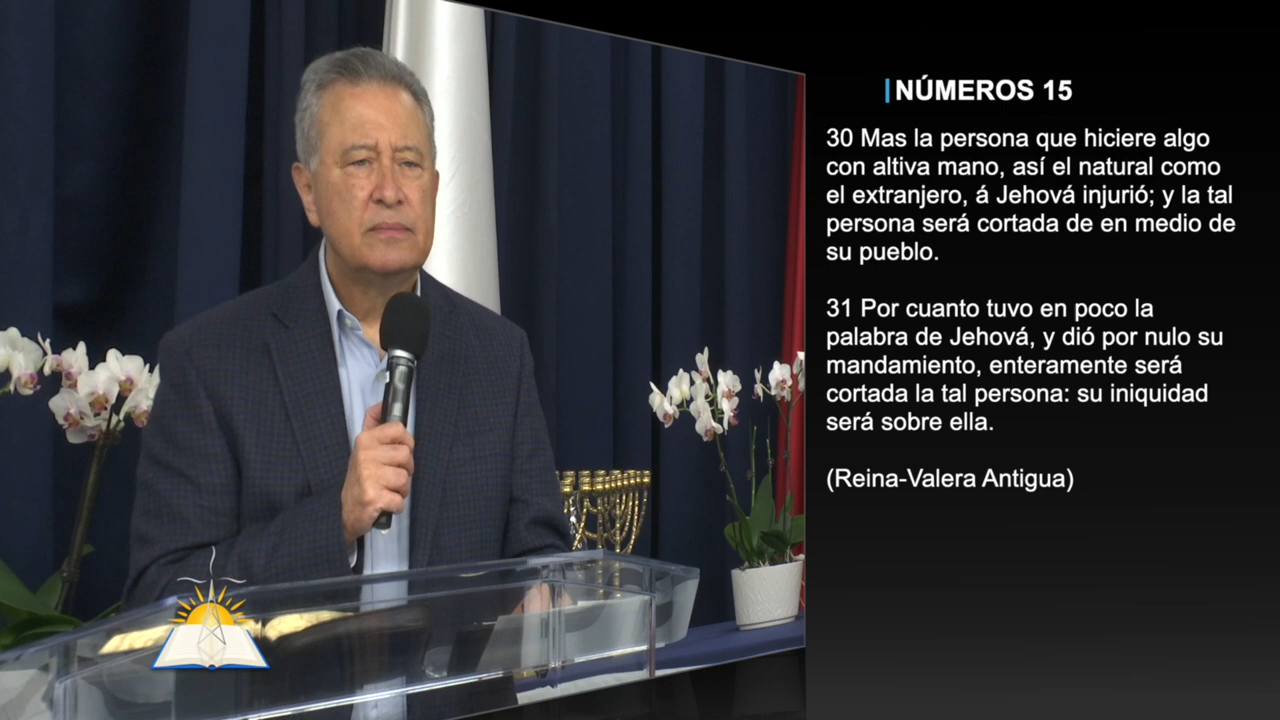 NÚMEROS 15
30 Mas la persona que hiciere algo
con altiva mano, así el natural como
el extranjero, á Jehová injurió; y la tal
persona será cortada de en medio de
su pueblo.
31 Por cuanto tuvo en poco la
palabra de Jehová, y dió por nulo su
mandamiento, enteramente será
cortada la tal persona: su iniquidad
será sobre ella.
(Reina-Valera Antigua)